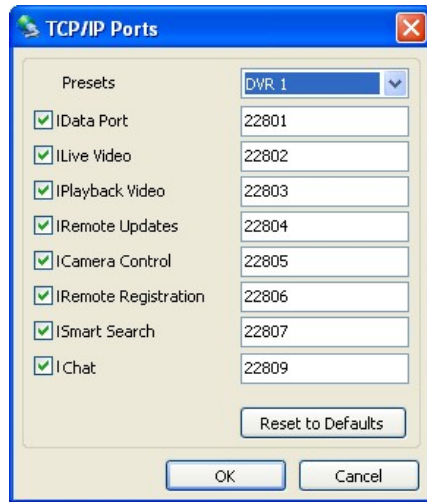 TCP/IP Ports
Presets DVR 1
IData Port 22801
ILive Video 22802
IPlayback Video 22803
IRemote Updates 22804
ICamera Control 22805
IRemote Registration 22806
ISmart Search 22807
IChat 22809
Reset to Defaults
OK Cancel